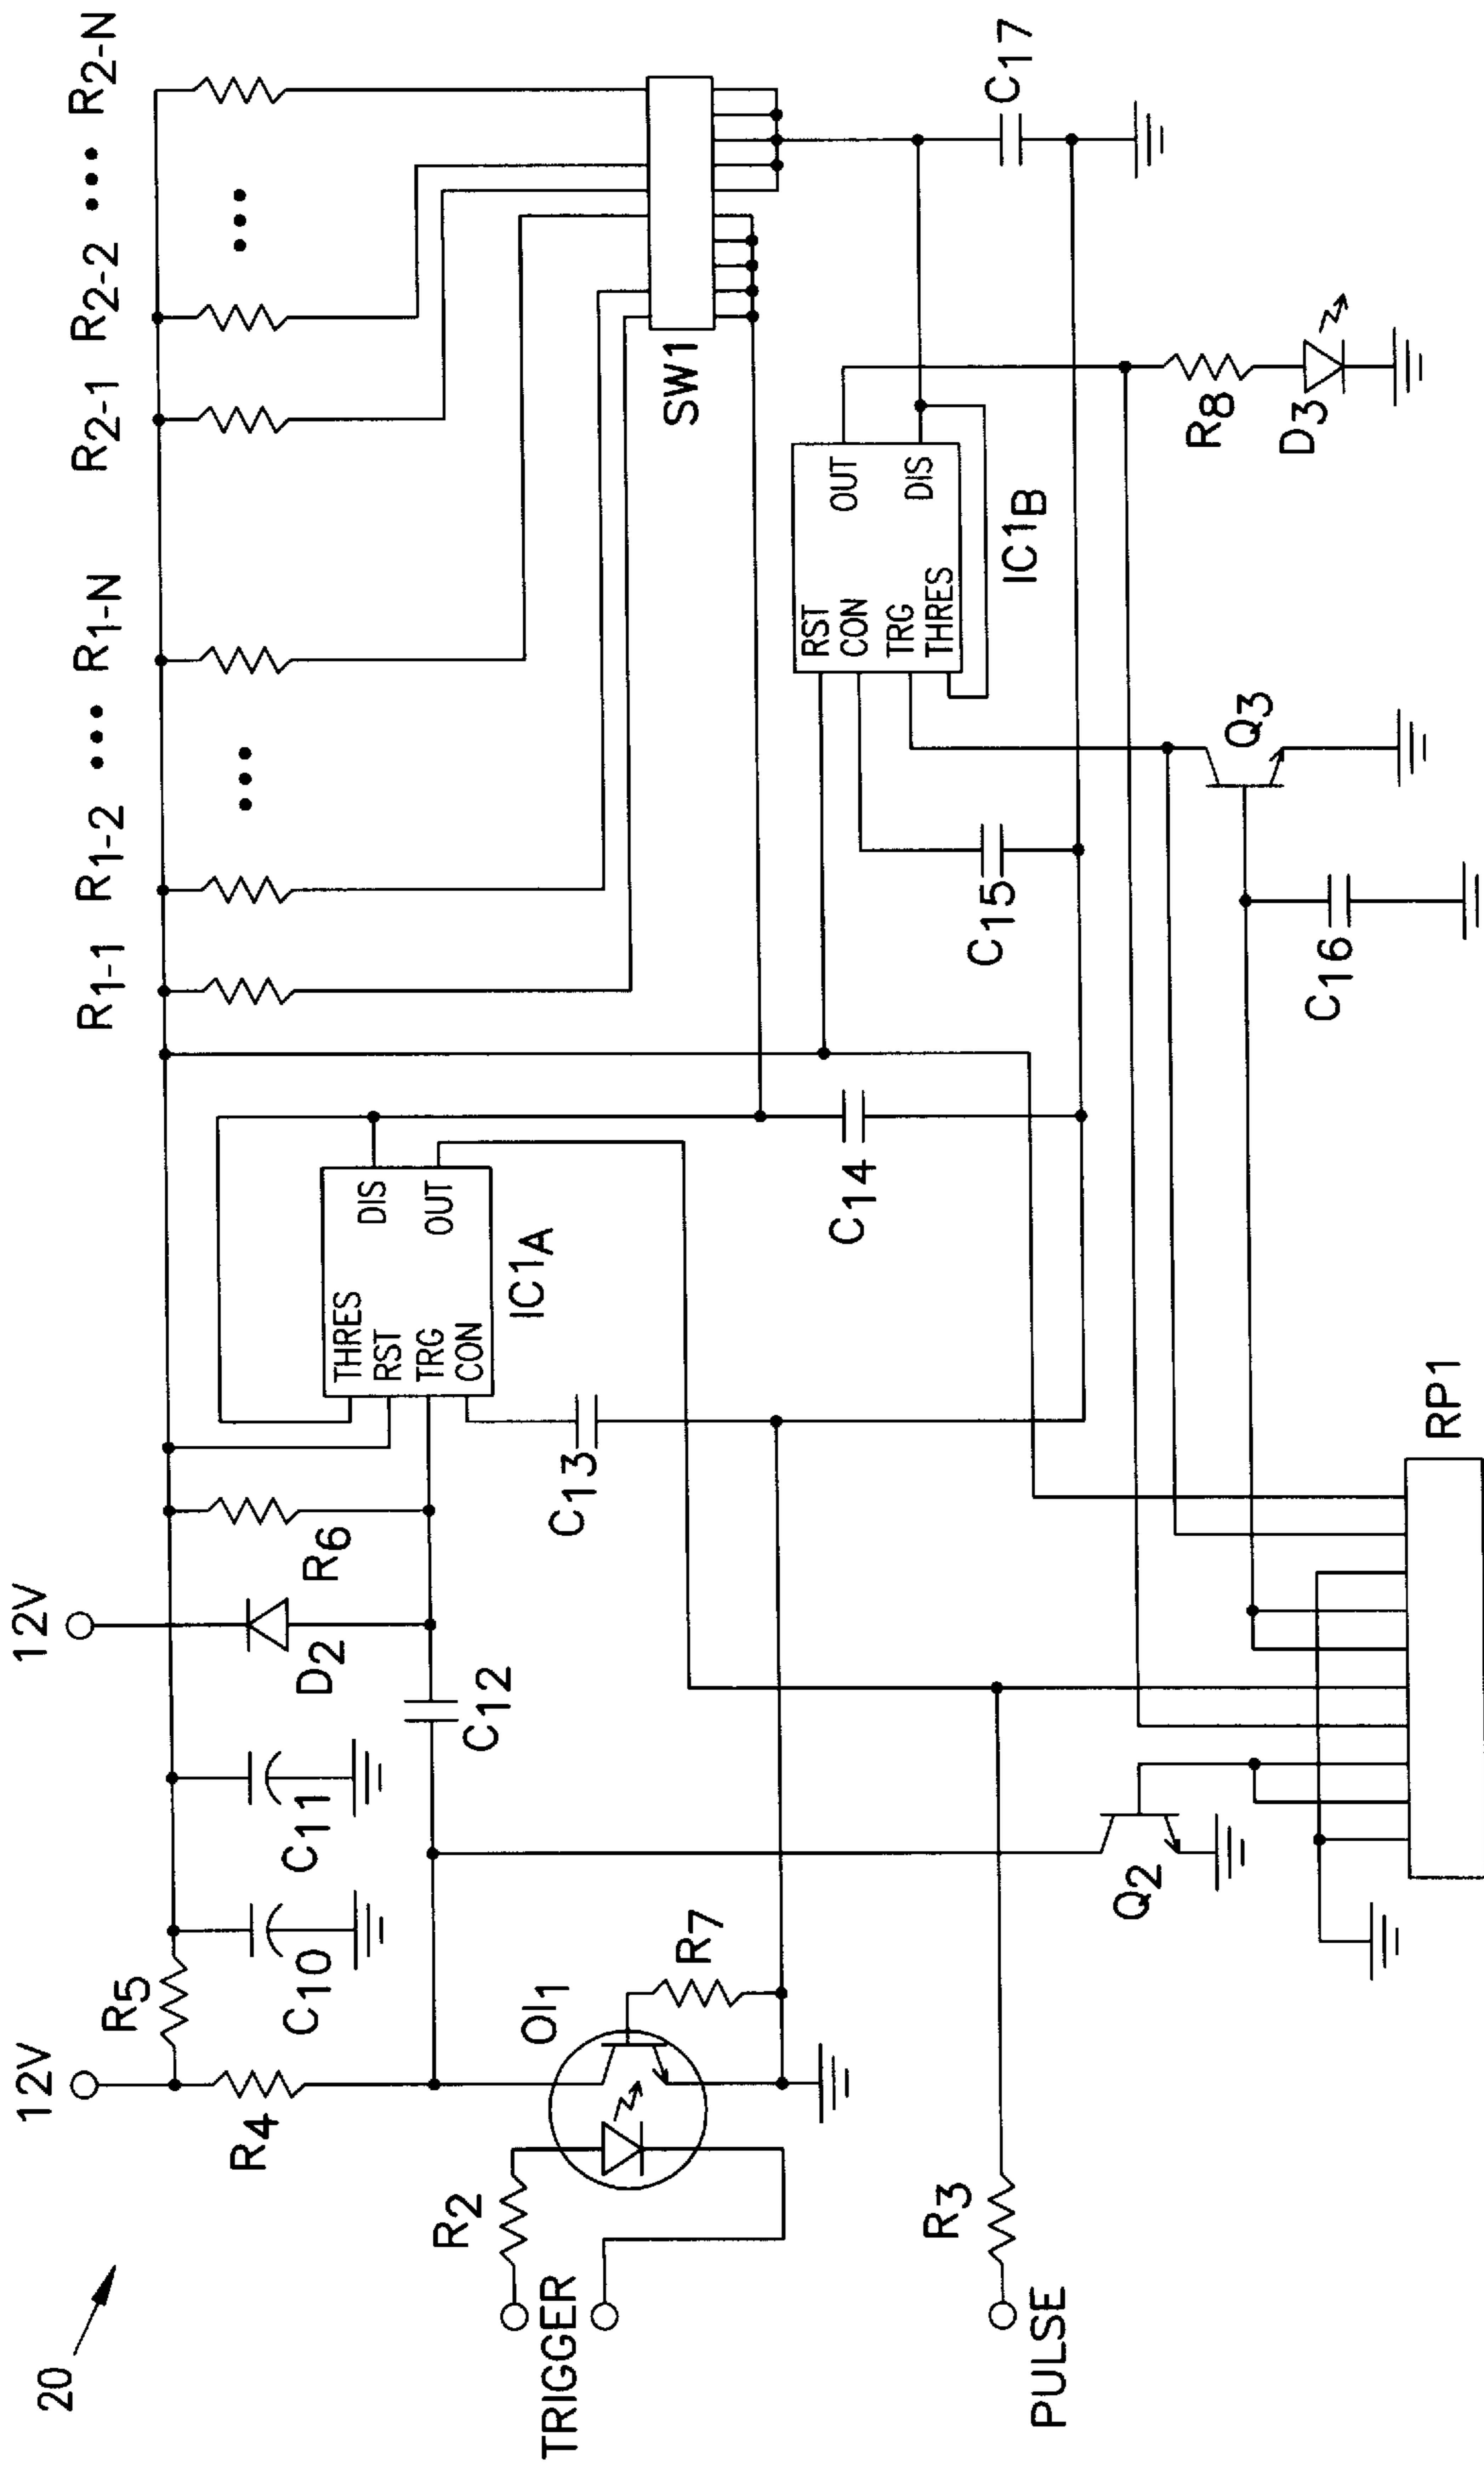 20
12V
12V
R5
R4
C10
C11
D2
R6
R1-1 R1-2 ••• R1-N
R2-1 R2-2 ••• R2-N
•••
•••
THRES
RST
TRG
CON
DIS
OUT
IC1A
C12
C13
C14
SW1
R2
TRIGGER
OI1
R7
RST
CON
TRG
THRES
OUT
DIS
IC1B
C15
C17
R3
PULSE
Q2
Q3
C16
R8
D3
RP1